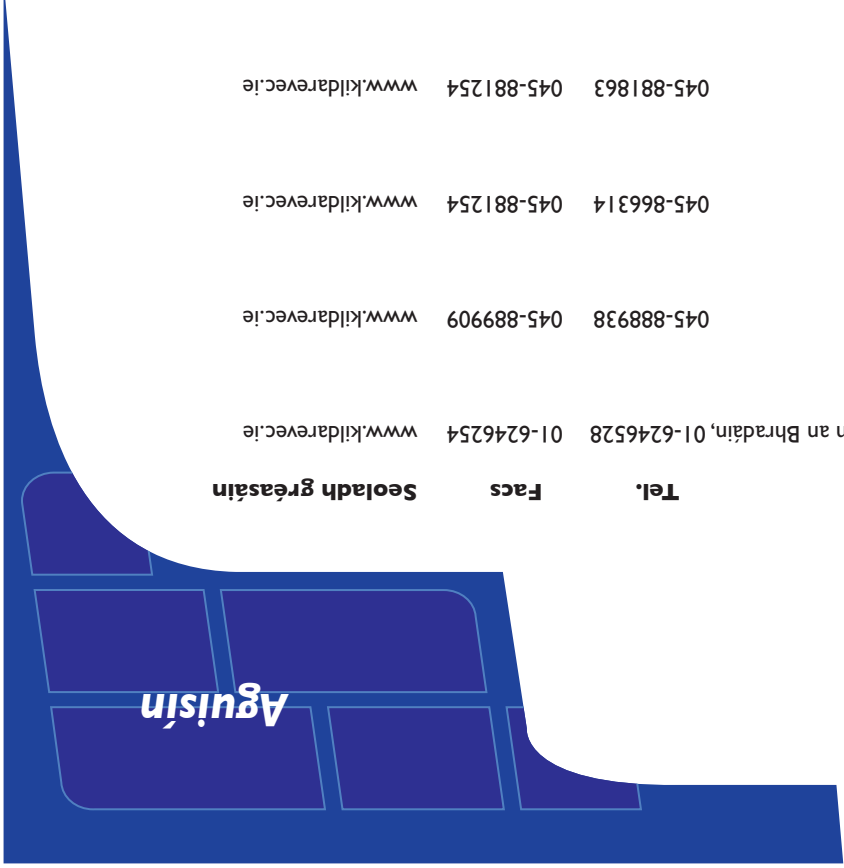 Aguisín
Tel. Facs Seoladh gréasáin
an Bhradáin, 01-6246528 01-6246254 www.kildarevec.ie
045-888938 045-889909 www.kildarevec.ie
045-866314 045-881254 www.kildarevec.ie
045-881863 045-881254 www.kildarevec.ie